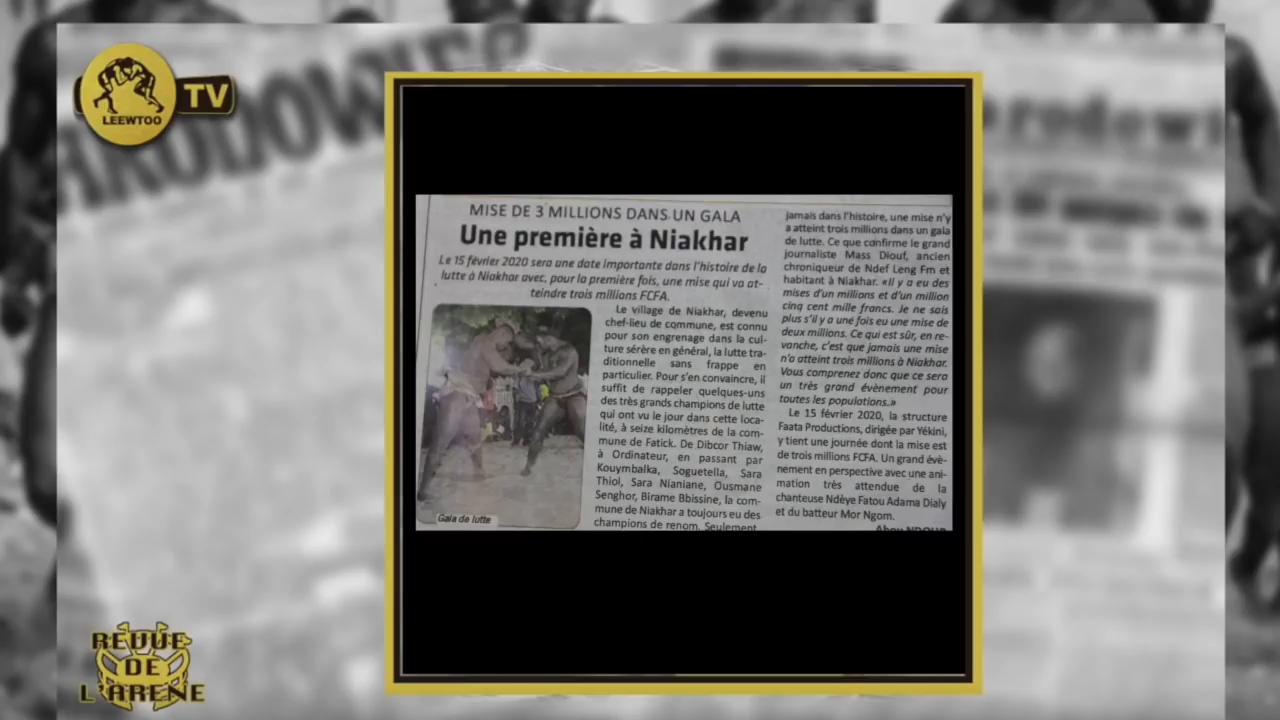 LEEWTOO
TV
MISE DE 3 MILLIONS DANS UN GALA
Une première à Niakhar
Le 15 février 2020 sera une date importante dans l'histoire de la
lutte à Niakhar avec, pour la première fois, une mise qui va at-
teindre trois millions FCFA.
Gala de lutte
Le village de Niakhar, devenu
chef-lieu de commune, est connu
pour son engrenage dans la cul-
ture sérère en général, la lutte tra-
ditionnelle sans frappe en
particulier. Pour s'en convaincre, il
suffit de rappeler quelques-uns
des très grands champions de lutte
qui ont vu le jour dans cette loca-
lité, à seize kilomètres de la com-
mune de Fatick. De Dibcor Thiaw,
à Ordinateur, en passant par
Kouymbalka, Soguetella, Sara
Thiol, Sara Nianiane, Ousmane
Senghor, Birame Bbissine, la com-
mune de Niakhar a toujours eu des
champions de renom. Seulement,
jamais dans l'histoire, une mise n'y
a atteint trois millions dans un gala
de lutte. Ce que confirme le grand
journaliste Mass Diouf, ancien
chroniqueur de Ndef Leng Fm et
habitant à Niakhar. «Il y a eu des
mises d'un millions et d'un million
cinq cent mille francs. Je ne sais
plus s'il y a une fois eu une mise de
deux millions. Ce qui est sûr, en re-
vanche, c'est que jamais une mise
n'a atteint trois millions à Niakhar.
Vous comprenez donc que ce sera
un très grand évènement pour
toutes les populations.»
Le 15 février 2020, la structure
Faata Productions, dirigée par Yékini,
y tient une journée dont la mise est
de trois millions FCFA. Un grand évè-
nement en perspective avec une ani-
mation très attendue de la
chanteuse Ndèye Fatou Adama Dialy
et du batteur Mor Ngom.
Abou NDOUR
REVUE
DE
L'ARENE